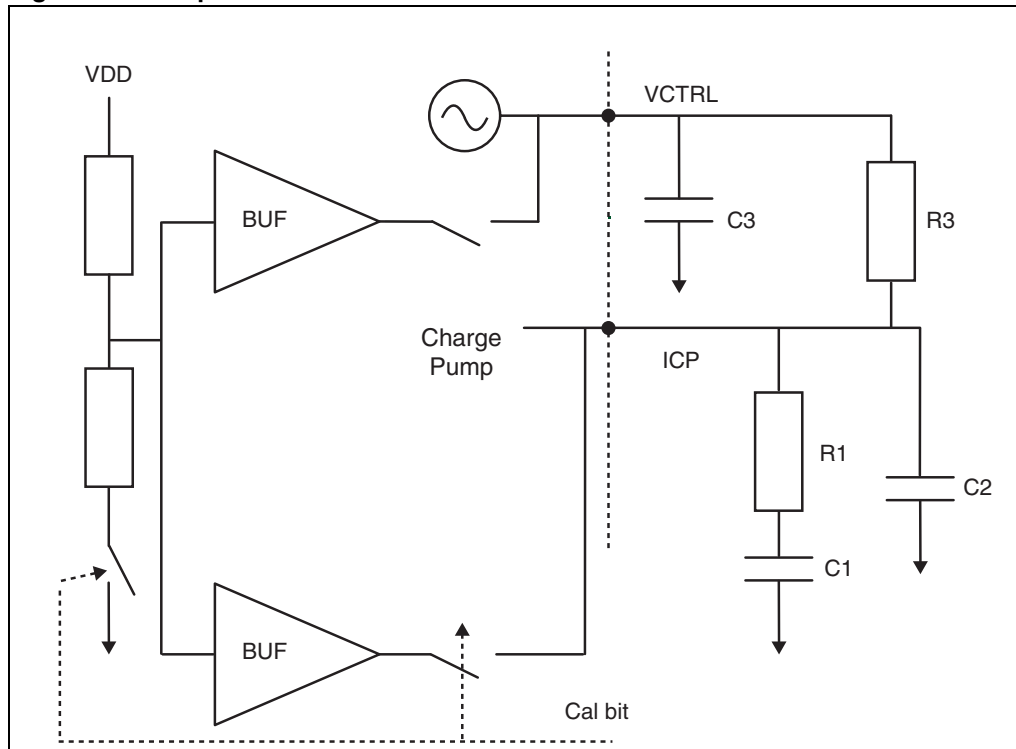 VDD
VCTRL
BUF
C3
R3
Charge
Pump
ICP
R1
C2
C1
BUF
Cal bit